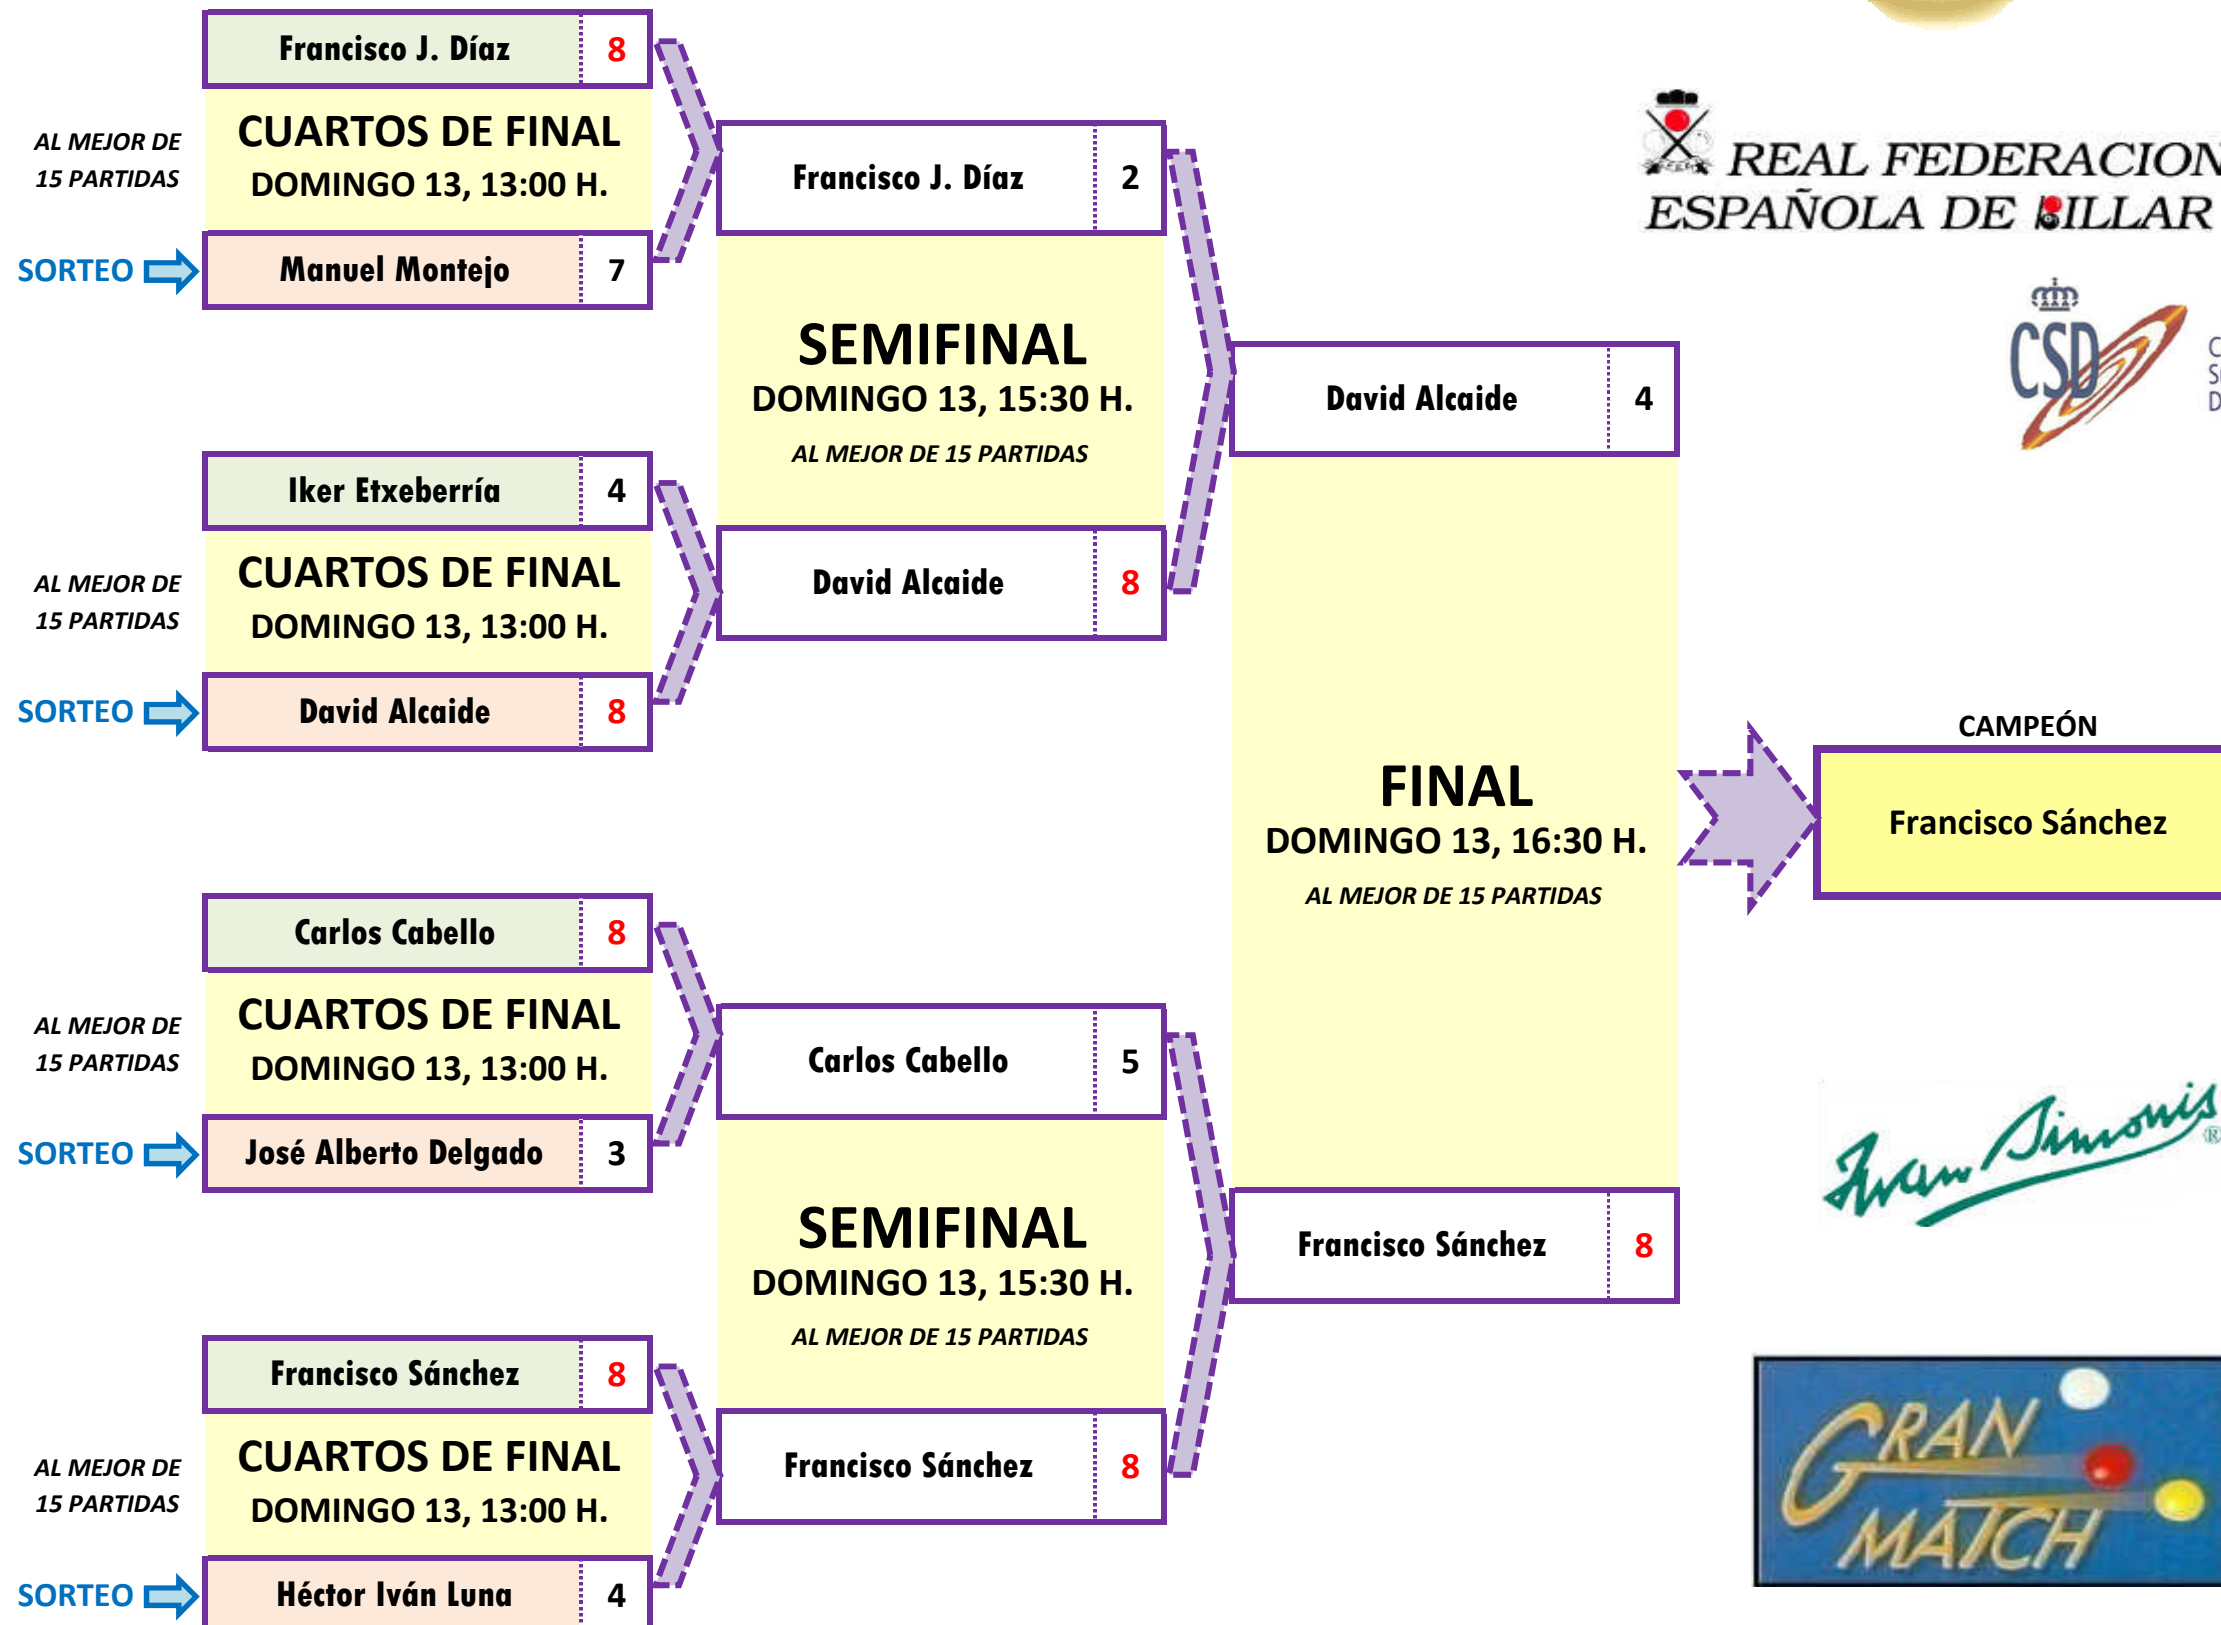 Francisco J. Díaz 8
AL MEJOR DE
15 PARTIDAS
CUARTOS DE FINAL
DOMINGO 13, 13:00 H.
SORTEO
Manuel Montejo 7
Iker Etxeberría 4
AL MEJOR DE
15 PARTIDAS
CUARTOS DE FINAL
DOMINGO 13, 13:00 H.
SORTEO
David Alcaide 8
Carlos Cabello 8
AL MEJOR DE
15 PARTIDAS
CUARTOS DE FINAL
DOMINGO 13, 13:00 H.
SORTEO
José Alberto Delgado 3
Francisco Sánchez 8
AL MEJOR DE
15 PARTIDAS
CUARTOS DE FINAL
DOMINGO 13, 13:00 H.
SORTEO
Héctor Iván Luna 4
Francisco J. Díaz 2
SEMIFINAL
DOMINGO 13, 15:30 H.
AL MEJOR DE 15 PARTIDAS
David Alcaide 8
Carlos Cabello 5
SEMIFINAL
DOMINGO 13, 15:30 H.
AL MEJOR DE 15 PARTIDAS
Francisco Sánchez 8
David Alcaide 4
FINAL
DOMINGO 13, 16:30 H.
AL MEJOR DE 15 PARTIDAS
Francisco Sánchez 8
CAMPEÓN
Francisco Sánchez
REAL FEDERACION
ESPAÑOLA DE BILLAR
CSD
Iwan Simonis
®
GRAN
MATCH